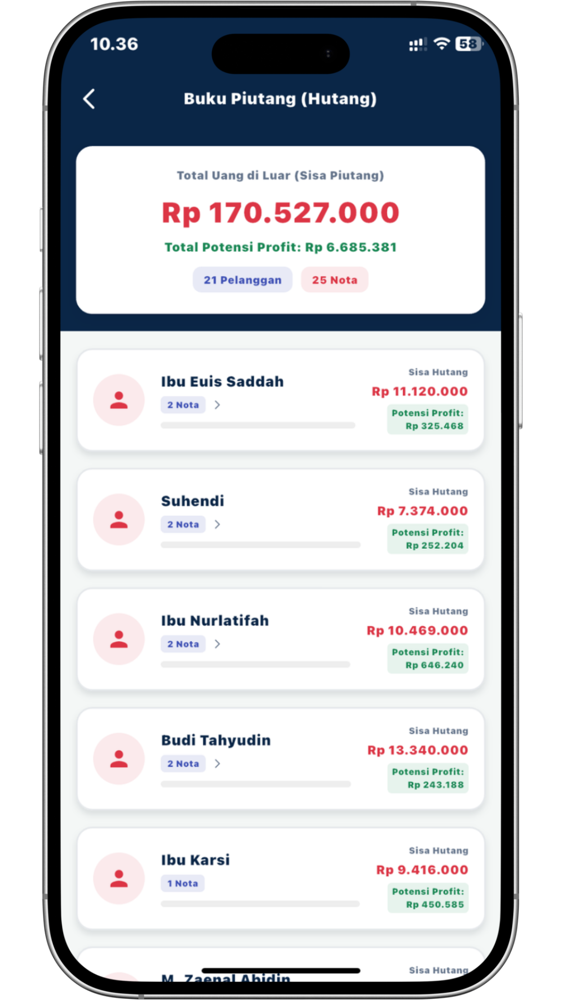 10.36
58
Buku Piutang (Hutang)
Total Uang di Luar (Sisa Piutang)
Rp 170.527.000
Total Potensi Profit: Rp 6.685.381
21 Pelanggan
25 Nota
Ibu Euis Saddah
2 Nota
Sisa Hutang
Rp 11.120.000
Potensi Profit:
Rp 325.468
Suhendi
2 Nota
Sisa Hutang
Rp 7.374.000
Potensi Profit:
Rp 252.204
Ibu Nurlatifah
2 Nota
Sisa Hutang
Rp 10.469.000
Potensi Profit:
Rp 646.240
Budi Tahyudin
2 Nota
Sisa Hutang
Rp 13.340.000
Potensi Profit:
Rp 243.188
Ibu Karsi
1 Nota
Sisa Hutang
Rp 9.416.000
Potensi Profit:
Rp 450.585
M. Zaenal Abidin
Sisa Hutang